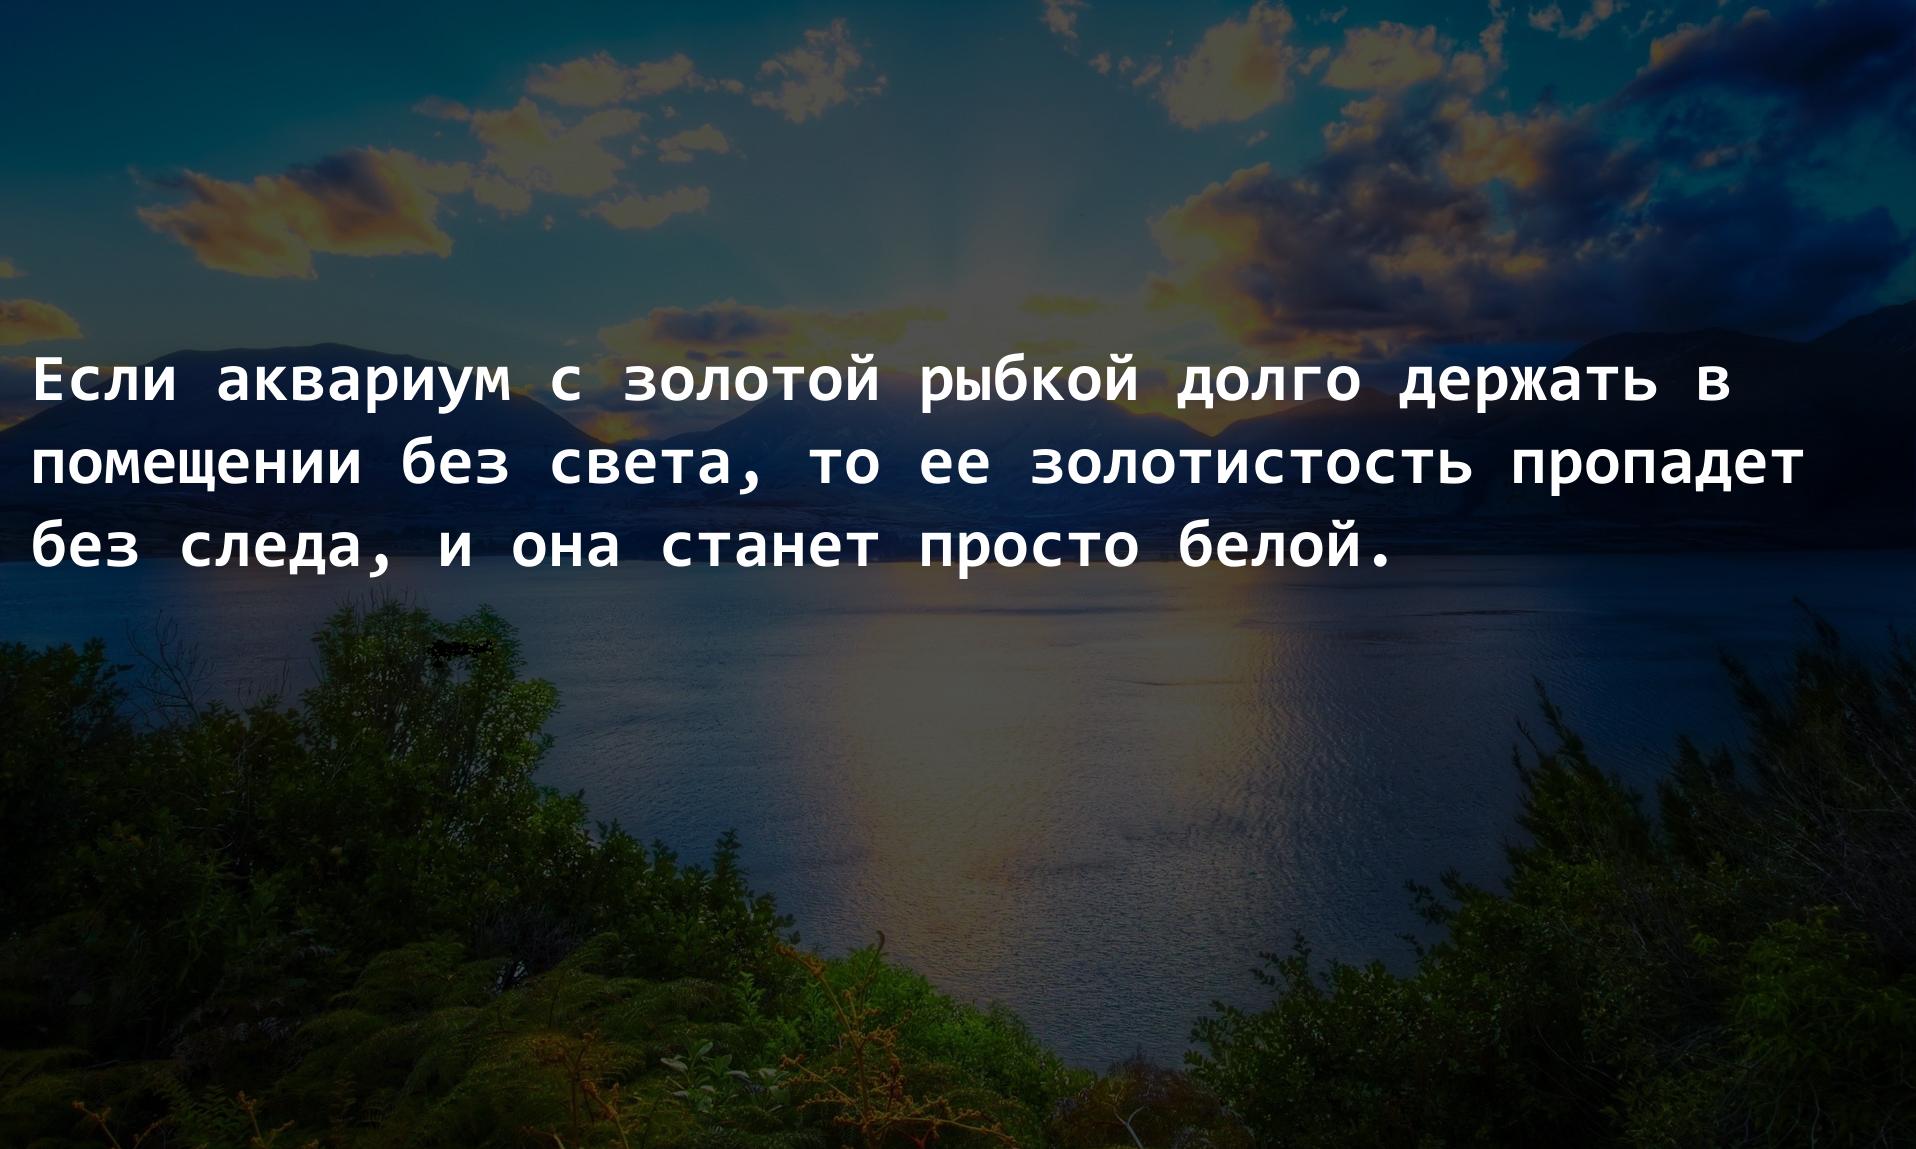 Если аквариум с золотой рыбкой долго держать в
помещении без света, то ее золотистость пропадет
без следа, и она станет просто белой.